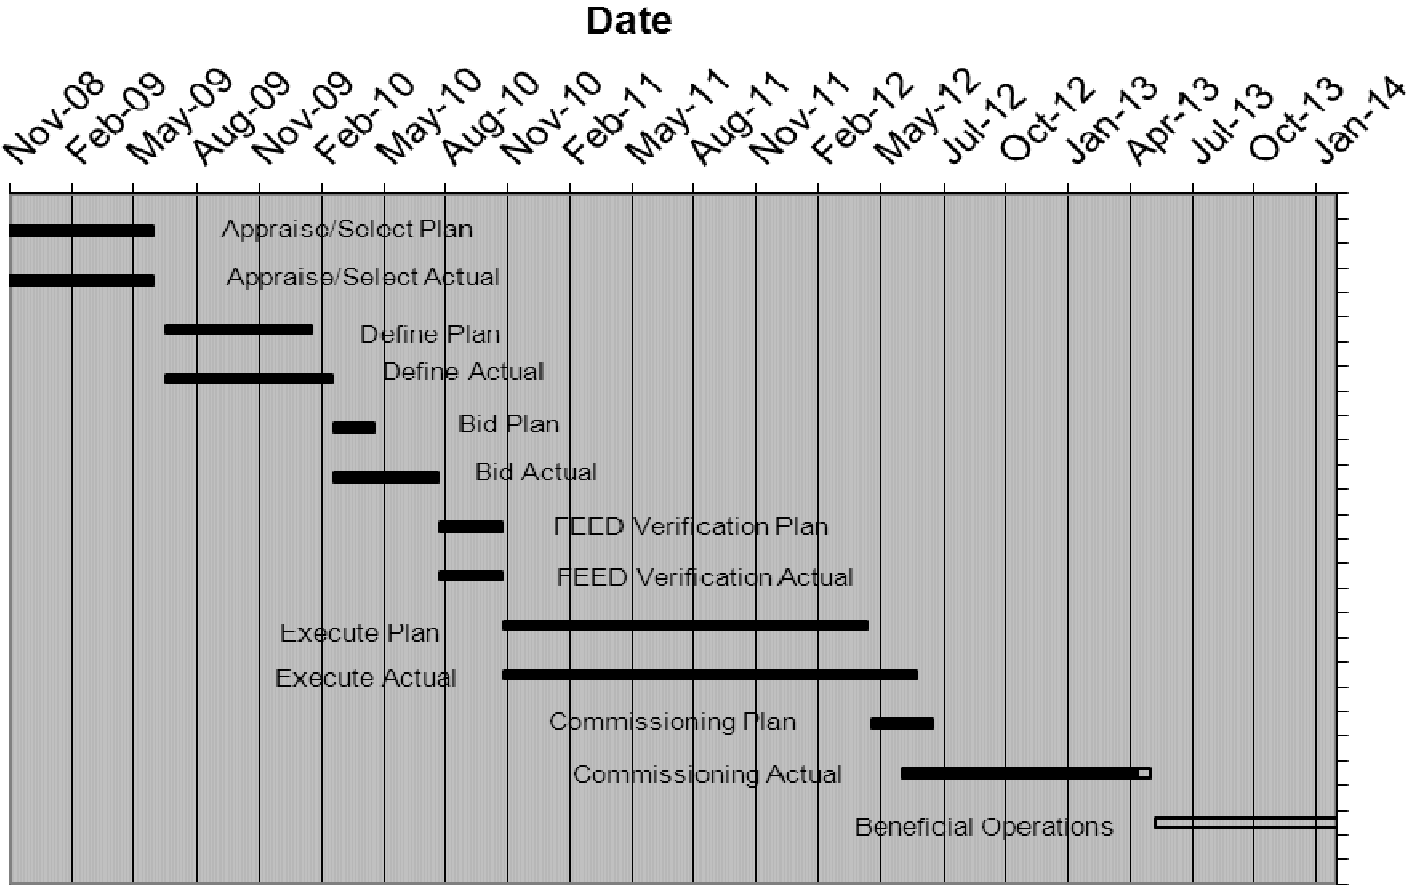 Date
Nov-08
Feb-09
May-09
Aug-09
Nov-09
Feb-10
May-10
Aug-10
Nov-10
Feb-11
May-11
Aug-11
Nov-11
Feb-12
May-12
Jul-12
Oct-12
Jan-13
Apr-13
Jul-13
Oct-13
Jan-14
Appraise/Select Plan
Appraise/Select Actual
Define Plan
Define Actual
Bid Plan
Bid Actual
FEED Verification Plan
FEED Verification Actual
Execute Plan
Execute Actual
Commissioning Plan
Commissioning Actual
Beneficial Operations